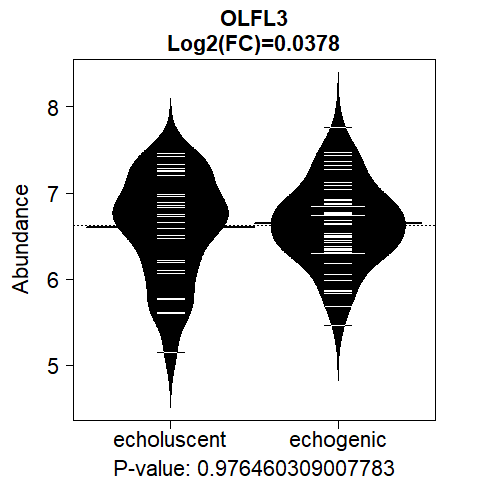 OLFL3
Log2(FC)=0.0378
Abundance
8
7
6
5
echoluscent echogenic
P-value: 0.976460309007783